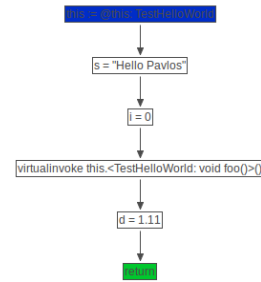 this := @this: TestHelloWorld
s = "Hello Pavlos"
i = 0
virtualinvoke this.<TestHelloWorld: void foo()>()
d = 1.11
return